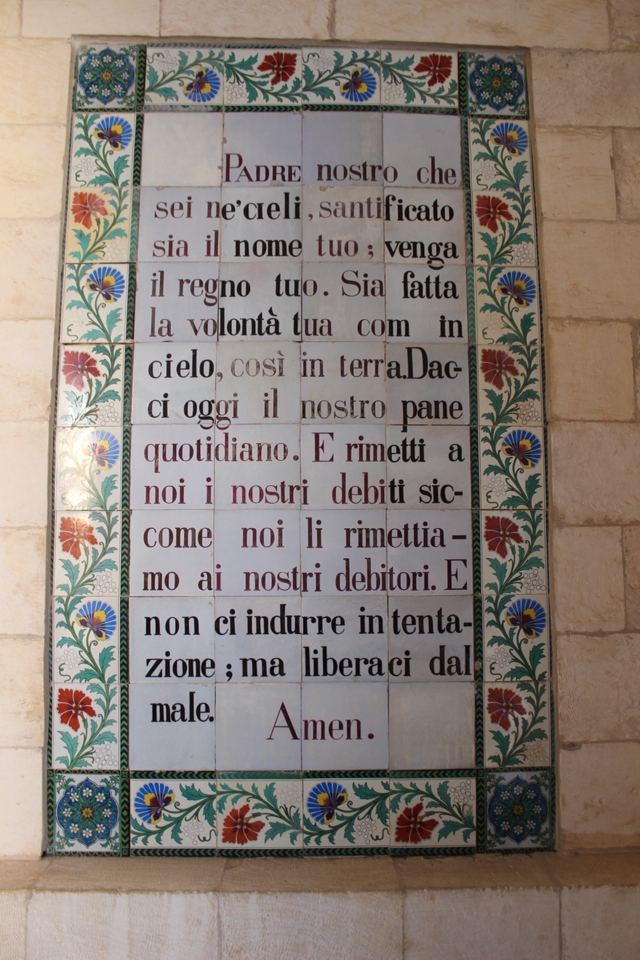 PADRE nostro che
sei ne'cieli, santificato
sia il nome tuo; venga
il regno tuo. Sia fatta
la volontà tua com in
cielo, così in terra. Dac-
ci oggi il nostro pane
quotidiano. E rimetti a
noi i nostri debiti sic-
come noi li rimettia-
mo ai nostri debitori. E
non ci indurre in tenta-
zione; ma liberaci dal
male.
Amen.